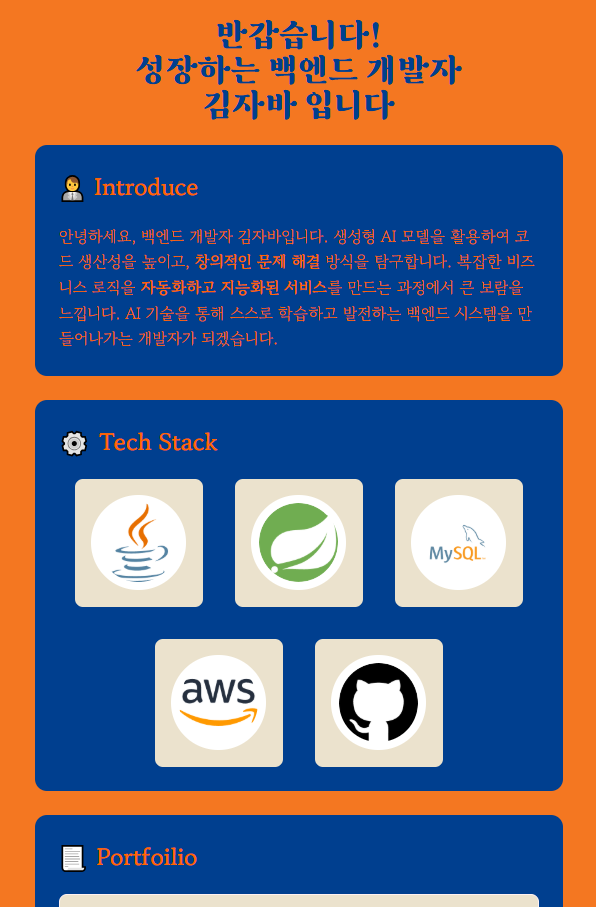 반갑습니다!
성장하는 백엔드 개발자
김자바 입니다
Introduce
안녕하세요, 백엔드 개발자 김자바입니다. 생성형 AI 모델을 활용하여 코
드 생산성을 높이고, 창의적인 문제 해결 방식을 탐구합니다. 복잡한 비즈
니스 로직을 자동화하고 지능화된 서비스를 만드는 과정에서 큰 보람을
느낍니다. AI 기술을 통해 스스로 학습하고 발전하는 백엔드 시스템을 만
들어나가는 개발자가 되겠습니다.
Tech Stack
MySQL
aws
Portfoilio